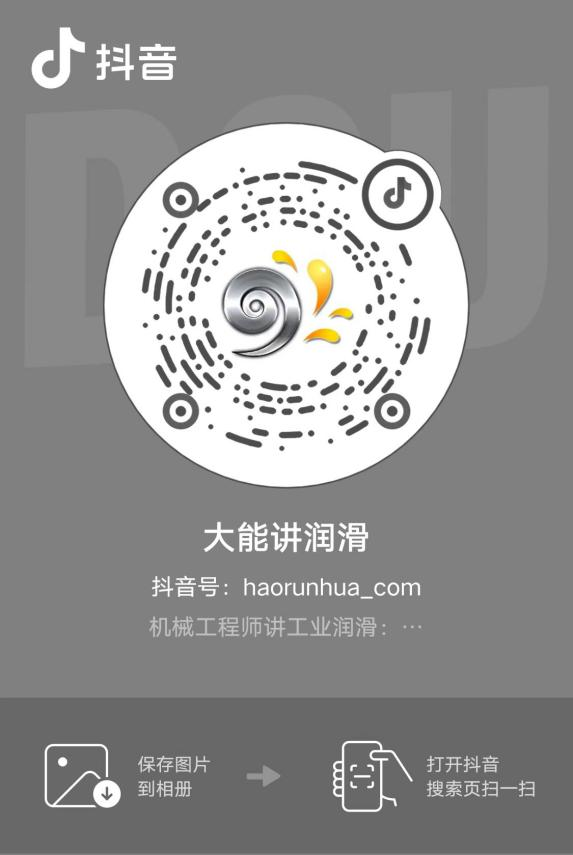 抖音
DOU
大能讲润滑
抖音号：haorunhua_com
机械工程师讲工业润滑：…
保存图片
到相册
打开抖音
搜索页扫一扫